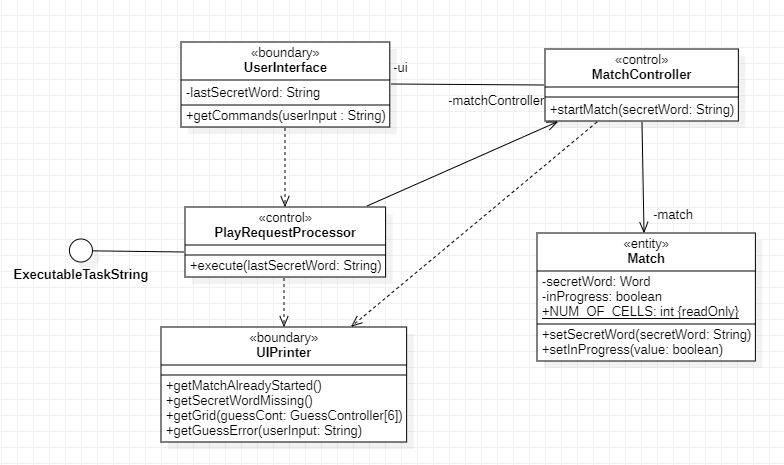 «boundary»
UserInterface
-lastSecretWord: String
+getCommands(userInput : String)
-ui
-matchController
«control»
MatchController
+startMatch(secretWord: String)
«control»
PlayRequestProcessor
+execute(lastSecretWord: String)
ExecutableTaskString
-match
«entity»
Match
-secretWord: Word
-inProgress: boolean
+NUM_OF_CELLS: int {readOnly}
+setSecretWord(secretWord: String)
+setInProgress(value: boolean)
«boundary»
UIPrinter
+getMatchAlreadyStarted()
+getSecretWordMissing()
+getGrid(guessCont: GuessController[6])
+getGuessError(userInput: String)